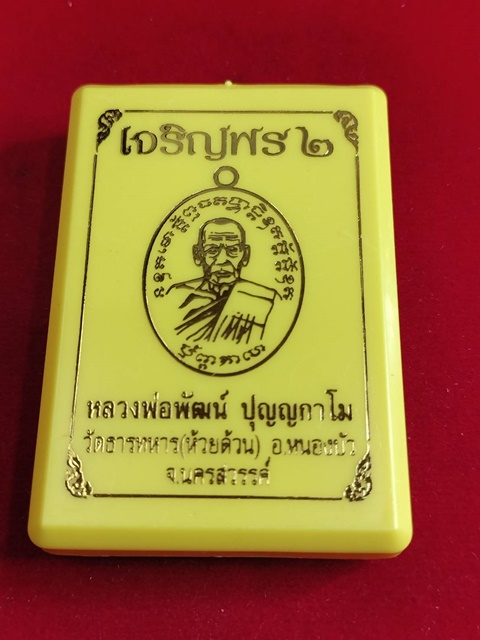 เจริญพร ๒
หลวงพ่อพัฒน์ ปุญญกาโม
วัดธารทหาร(ห้วยด้วน) อ.หนองบัว
จ.นครสวรรค์